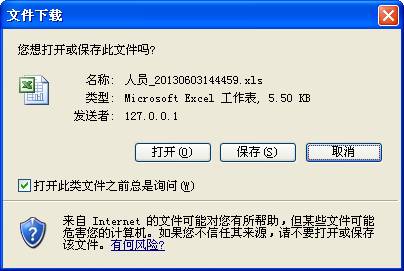 文件下载
您想打开或保存此文件吗?
名称: 人员_20130603144459.xls
类型: Microsoft Excel 工作表, 5.50 KB
发送者: 127.0.0.1
打开(O) 保存(S) 取消
打开此类文件之前总是询问(W)
来自 Internet 的文件可能对您有所帮助，但某些文件可能
危害您的计算机。如果您不信任其来源，请不要打开或保存
该文件。有何风险?